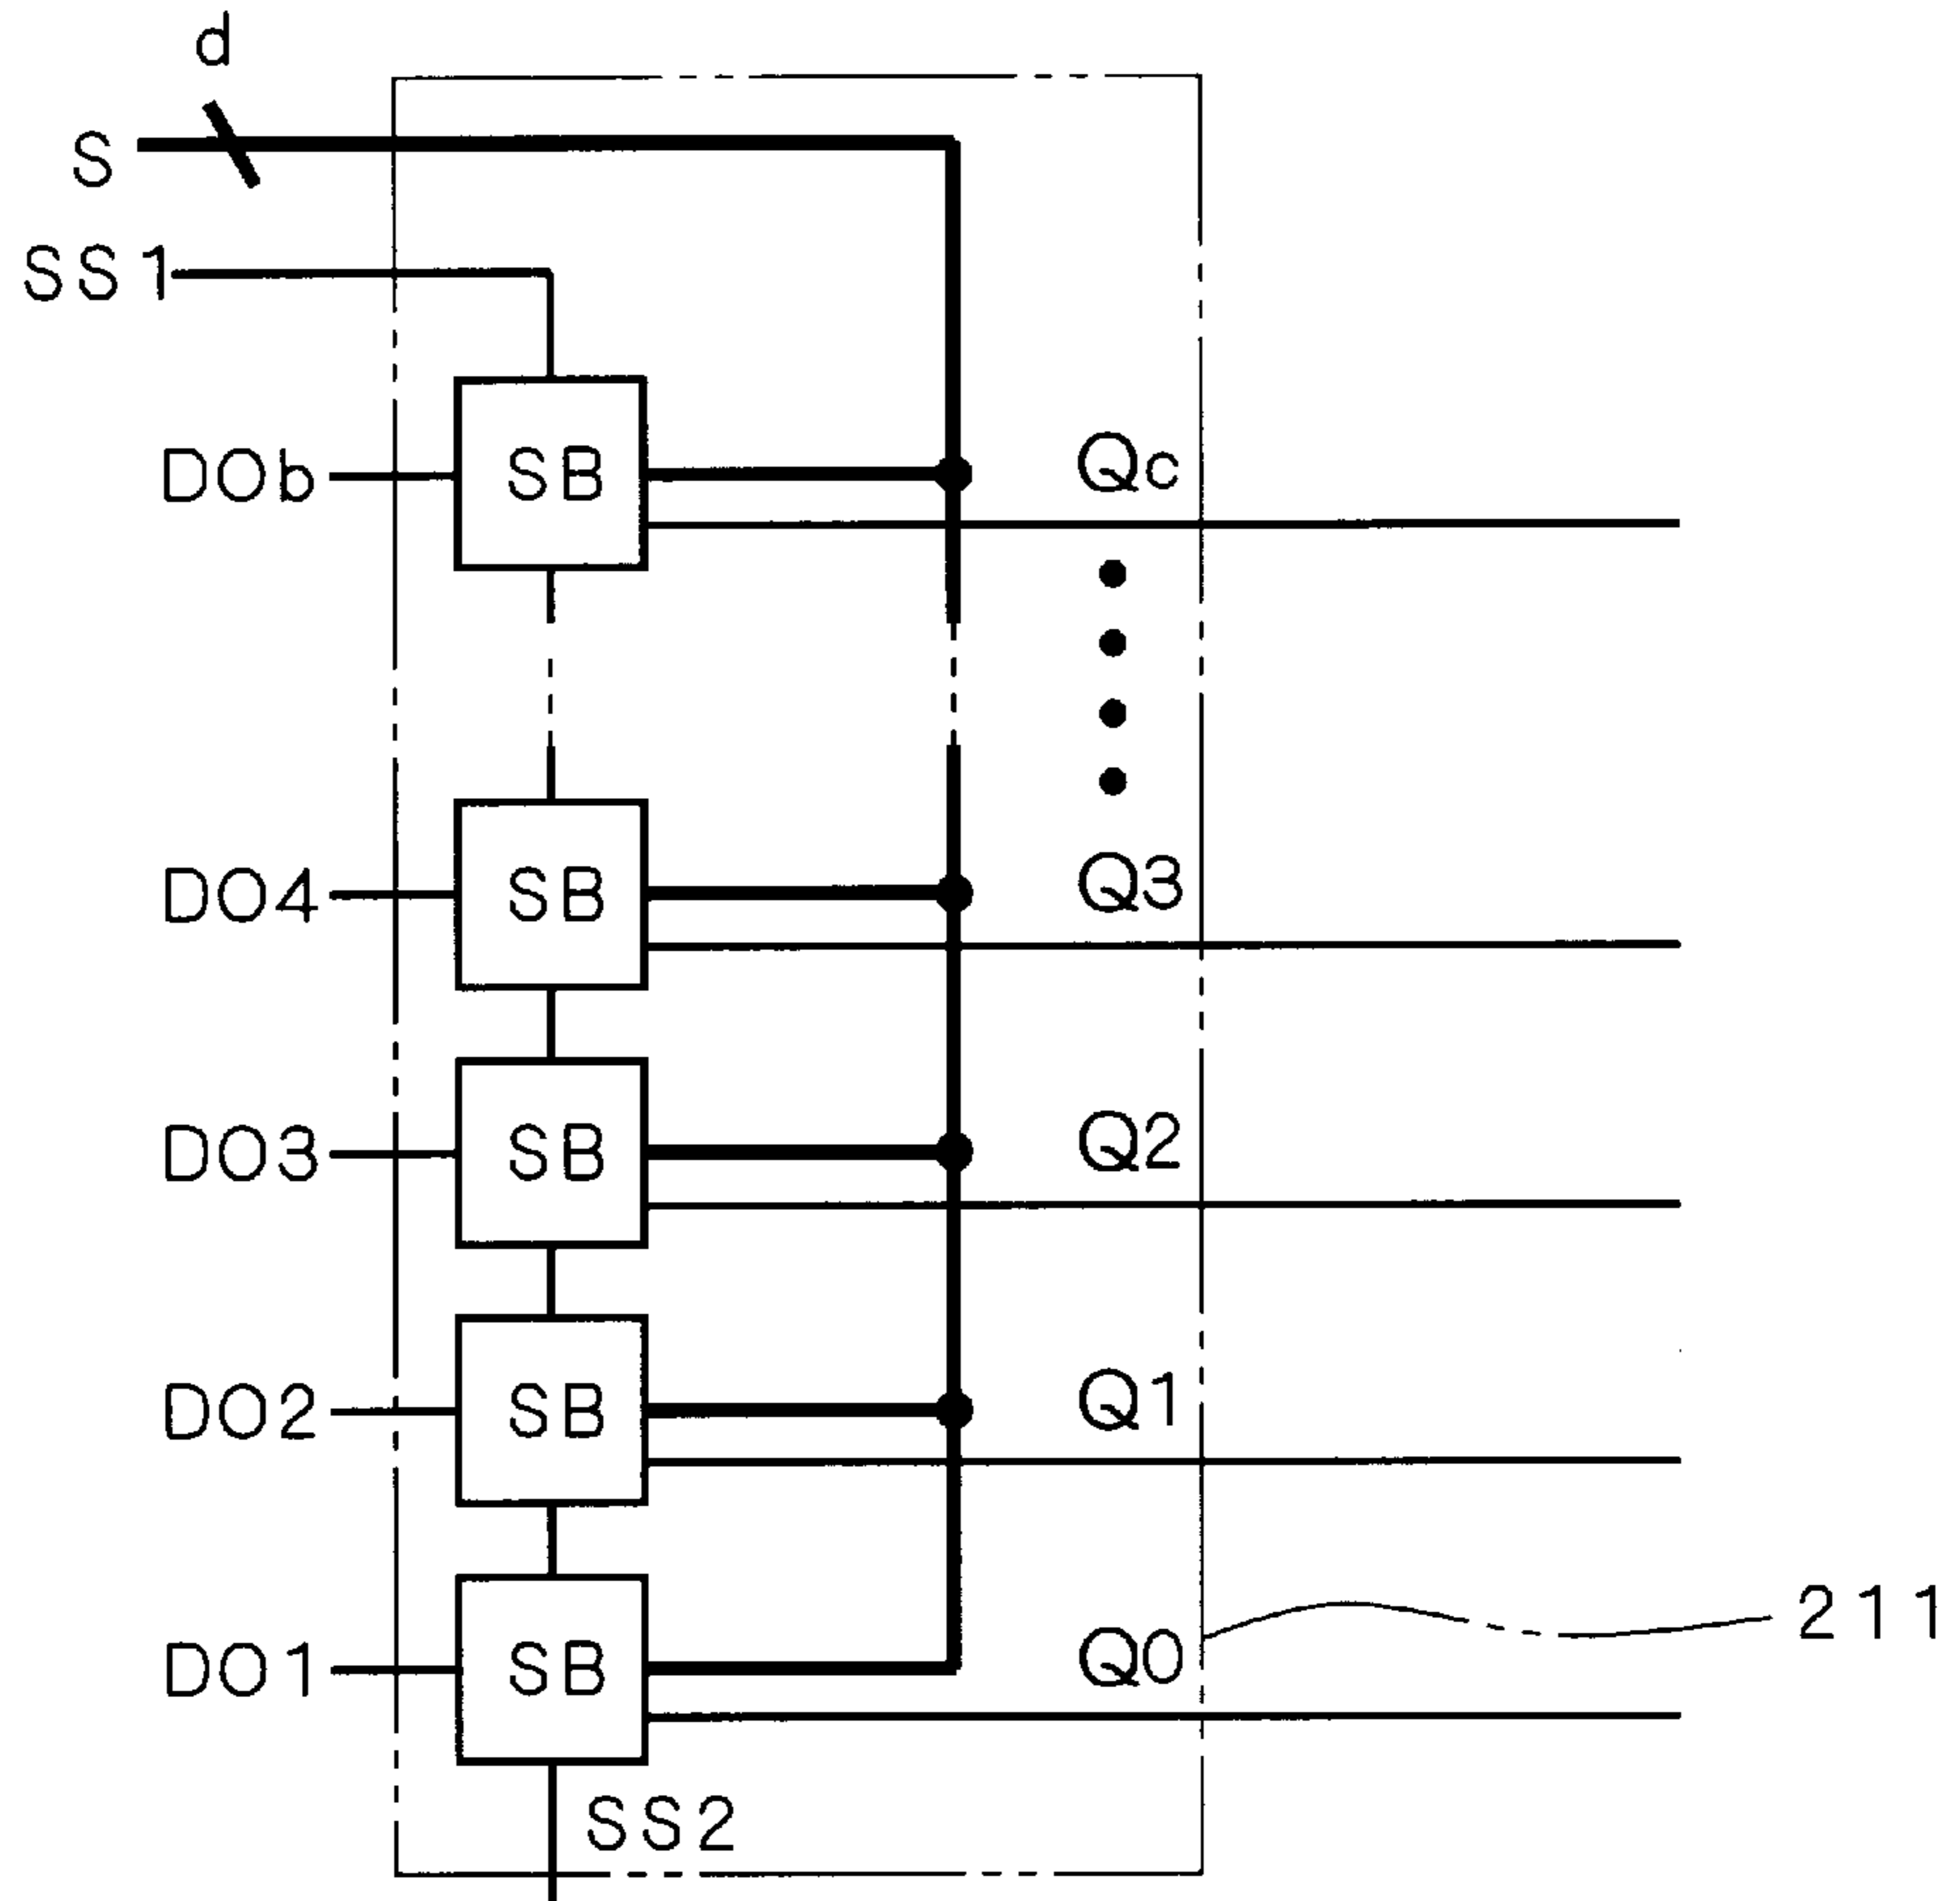 d
S
SS1
DOb SB Qc
DO4 SB Q3
DO3 SB Q2
DO2 SB Q1
DO1 SB Q0 211
SS2